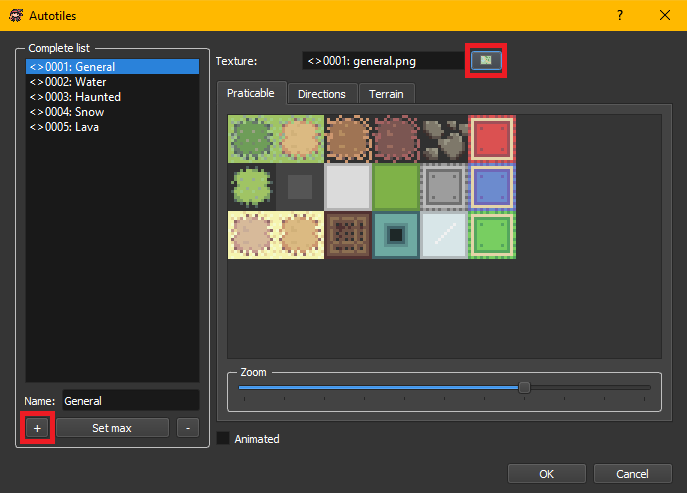 Autotiles
?
Complete list
<>0001: General
<>0002: Water
<>0003: Haunted
<>0004: Snow
<>0005: Lava
Name: General
+ Set max -
Texture: <>0001: general.png
Praticable Directions Terrain
Zoom
Animated
OK Cancel